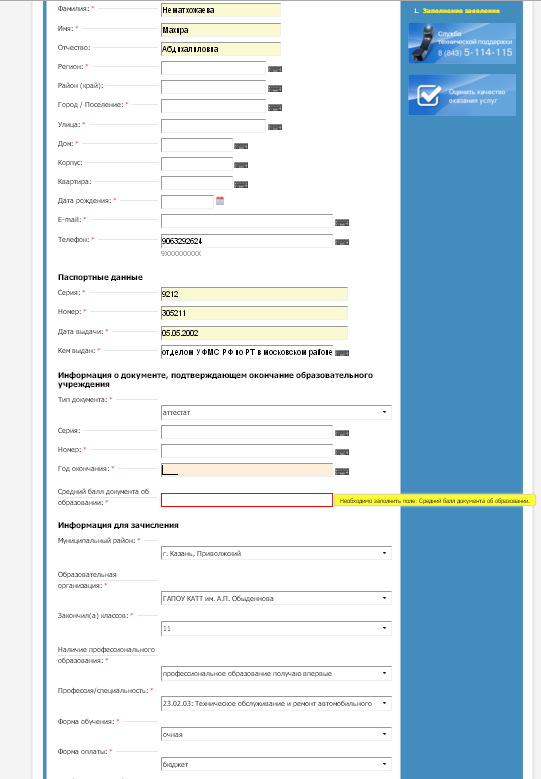 Фамилия: *
Нематхожаева
Имя: *
Махира
Отчество:
Абдихалиловна
Регион: *
Район (край):
Город / Поселение: *
Улица: *
Дом: *
Корпус:
Квартира:
Дата рождения: *
E-mail: *
Телефон: *
9063292624
9XXXXXXXXX
Паспортные данные
Серия: *
9212
Номер: *
305211
Дата выдачи: *
05.05.2002
Кем выдан: *
отделом УФМС РФ по РТ в московском районе
Информация о документе, подтверждающем окончание образовательного
учреждения
Тип документа: *
аттестат
Серия:
Номер: *
Год окончания: *
Средний балл документа об
образовании: *
Необходимо заполнить поле: Средний балл документа об образовании.
Информация для зачисления
Муниципальный район: *
г. Казань, Приволжский
Образовательная
организация: *
ГАПОУ КАТТ им. А.П. Обыденнова
Закончил(а) классов: *
11
Наличие профессионального
образования: *
профессиональное образование получаю впервые
Профессия/специальность: *
23.02.03: Техническое обслуживание и ремонт автомобильного
Форма обучения: *
очная
Форма оплаты: *
бюджет
1. Заполнение заявления
Служба
технической поддержки
8 (843) 5-114-115
Оценить качество
оказания услуг